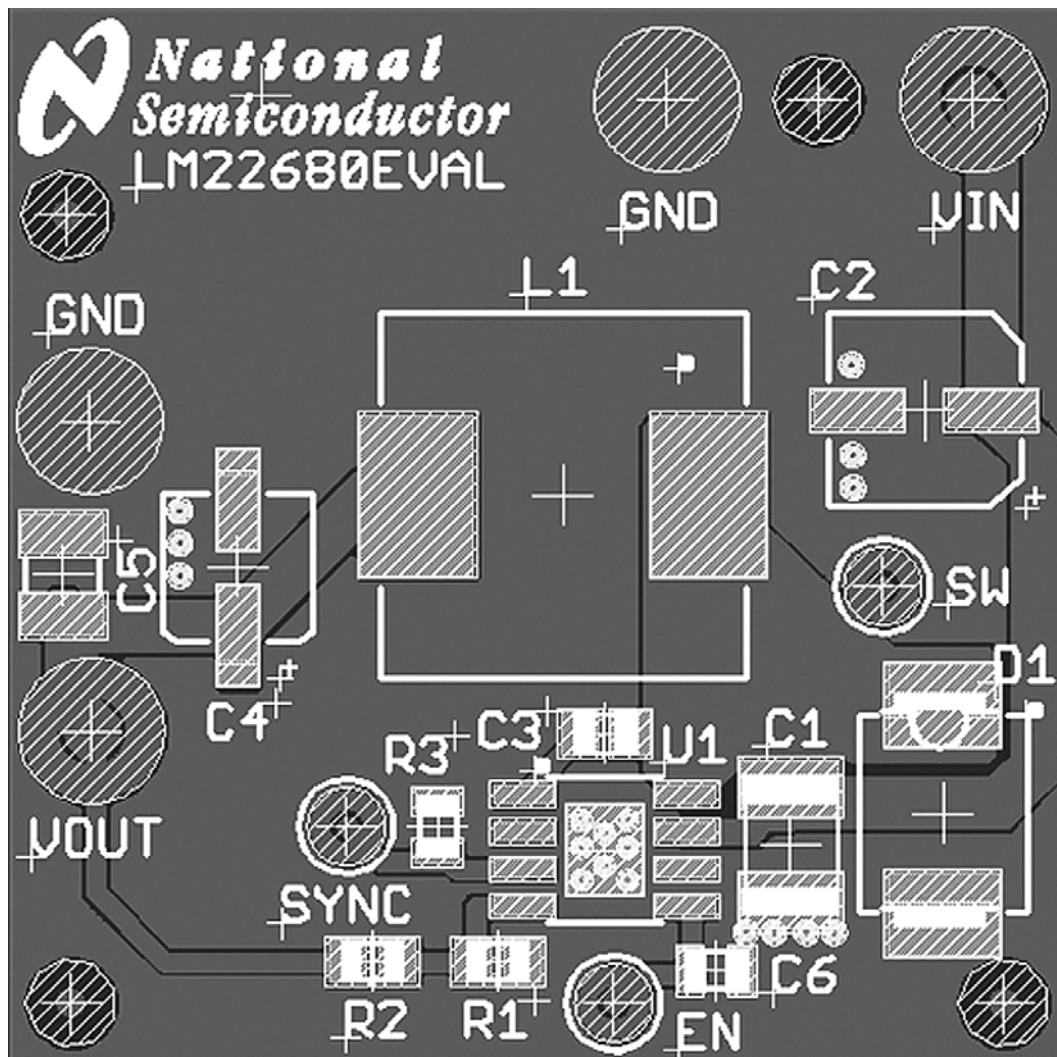 National
Semiconductor
LM22680EVAL
GND
VIN
GND
L1
C2
C5
SW
D1
C4
R3
C3
U1
C1
VOUT
SYNC
R2
R1
EN
C6